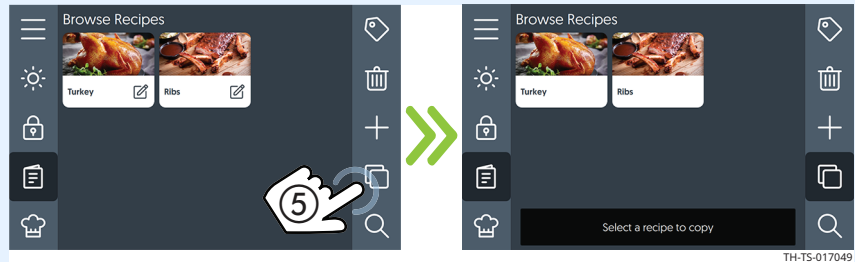 Browse Recipes
Turkey
Ribs
5
Browse Recipes
Turkey
Ribs
Select a recipe to copy
TH-TS-017049